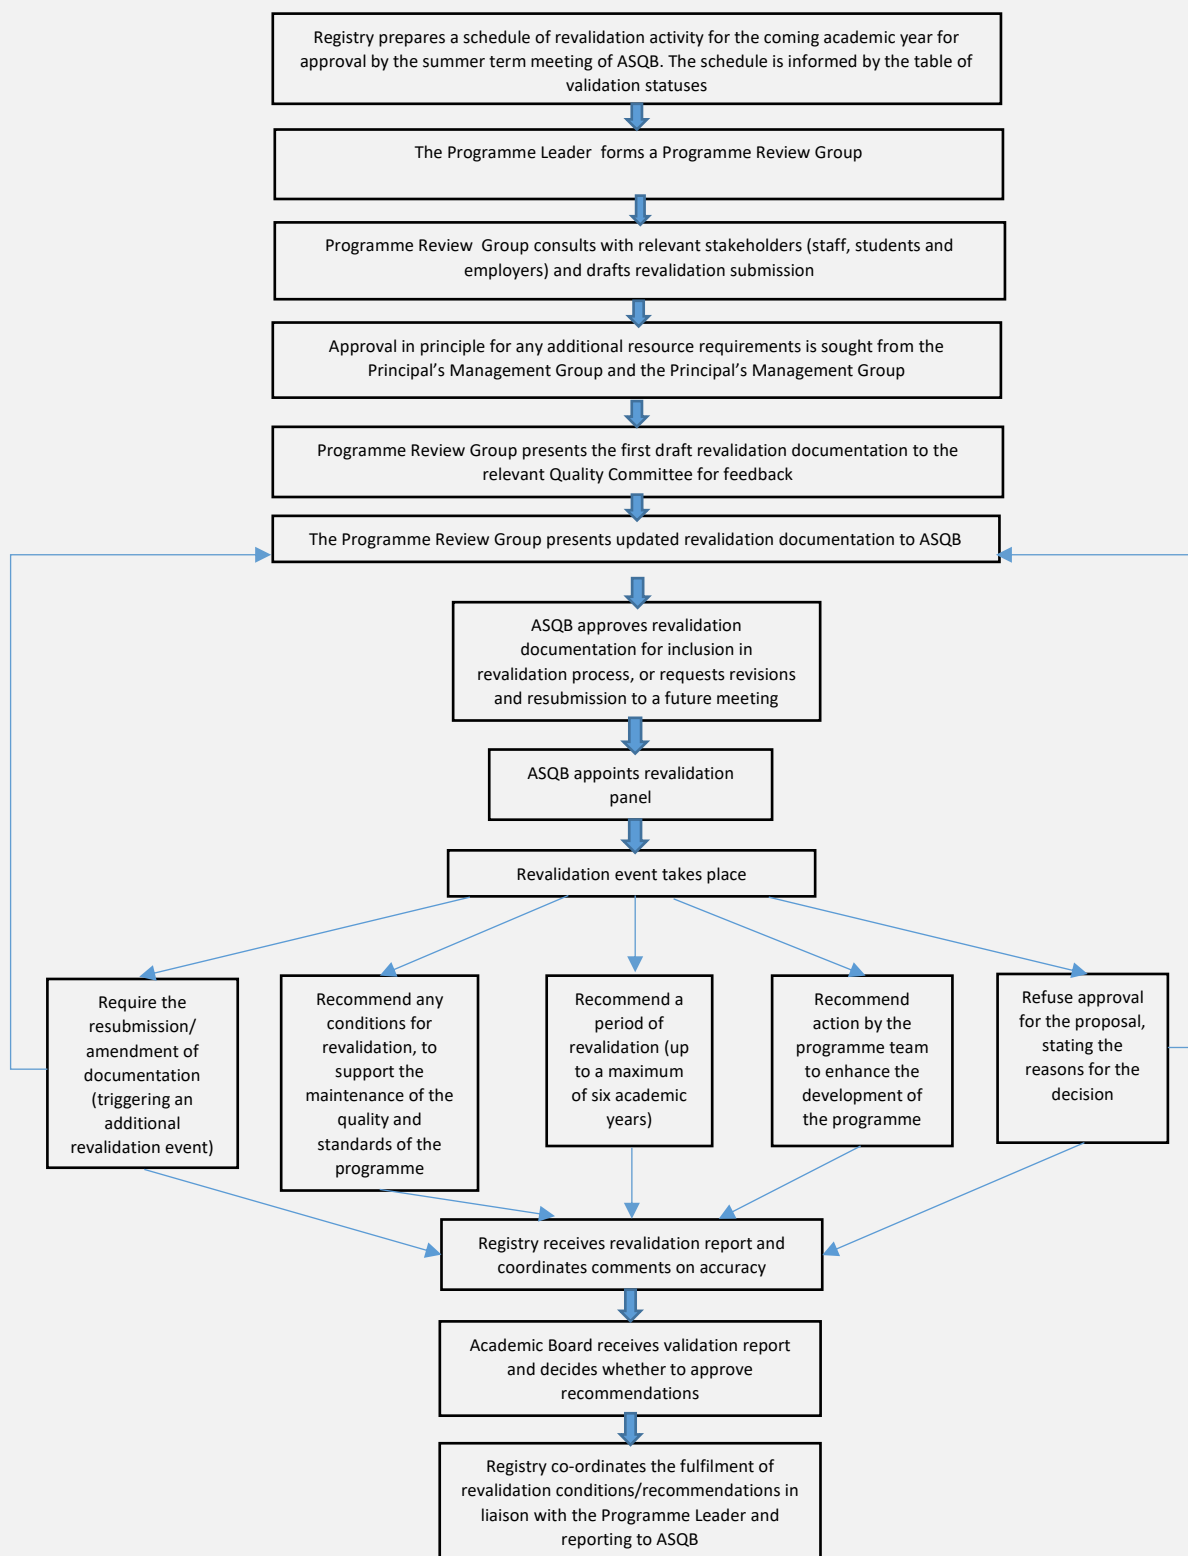 Registry prepares a schedule of revalidation activity for the coming academic year for
approval by the summer term meeting of ASQB. The schedule is informed by the table of
validation statuses
The Programme Leader  forms a Programme Review Group
Programme Review  Group consults with relevant stakeholders (staff, students and
employers) and drafts revalidation submission
Approval in principle for any additional resource requirements is sought from the
Principal’s Management Group and the Principal’s Management Group
Programme Review Group presents the first draft revalidation documentation to the
relevant Quality Committee for feedback
The Programme Review Group presents updated revalidation documentation to ASQB
ASQB approves revalidation
documentation for inclusion in
revalidation process, or requests revisions
and resubmission to a future meeting
ASQB appoints revalidation
panel
Revalidation event takes place
Require the
resubmission/
amendment of
documentation
(triggering an
additional
revalidation event)
Recommend any
conditions for
revalidation, to
support the
maintenance of the
quality and
standards of the
programme
Recommend a
period of
revalidation (up
to a maximum
of six academic
years)
Recommend
action by the
programme team
to enhance the
development of
the programme
Refuse approval
for the proposal,
stating the
reasons for the
decision
Registry receives revalidation report and
coordinates comments on accuracy
Academic Board receives validation report
and decides whether to approve
recommendations
Registry co-ordinates the fulfilment of
revalidation conditions/recommendations in
liaison with the Programme Leader and
reporting to ASQB